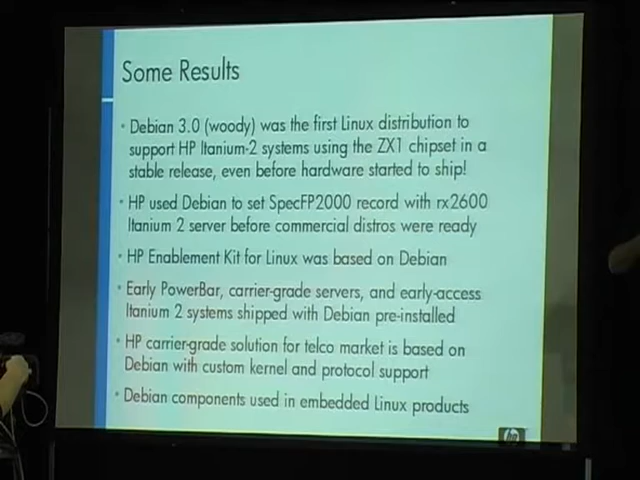 Some Results
• Debian 3.0 (woody) was the first Linux distribution to
support HP Itanium-2 systems using the ZX1 chipset in a
stable release, even before hardware started to ship!
• HP used Debian to set SpecFP2000 record with rx2600
Itanium 2 server before commercial distros were ready
• HP Enablement Kit for Linux was based on Debian
• Early PowerBar, carrier-grade servers, and early-access
Itanium 2 systems shipped with Debian pre-installed
• HP carrier-grade solution for telco market is based on
Debian with custom kernel and protocol support
• Debian components used in embedded Linux products
hp